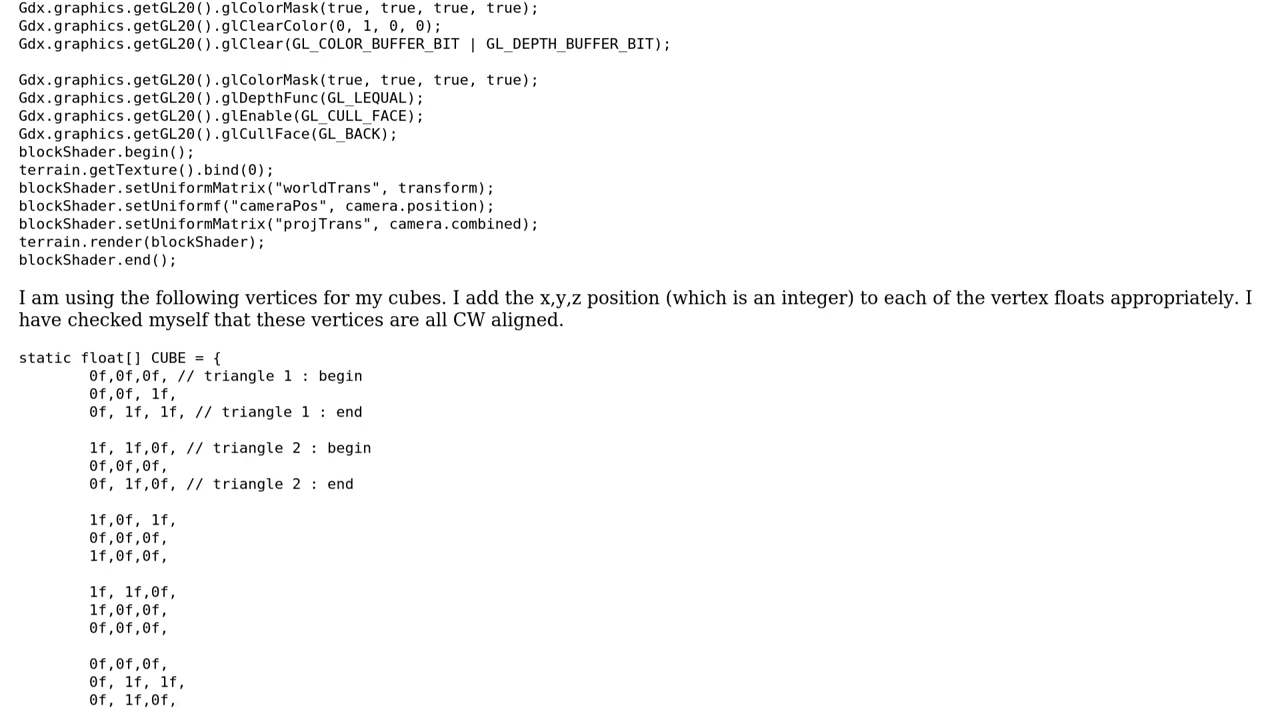 Gdx.graphics.getGL20().glColorMask(true, true, true, true);
Gdx.graphics.getGL20().glClearColor(0, 1, 0, 0);
Gdx.graphics.getGL20().glClear(GL_COLOR_BUFFER_BIT | GL_DEPTH_BUFFER_BIT);

Gdx.graphics.getGL20().glColorMask(true, true, true, true);
Gdx.graphics.getGL20().glDepthFunc(GL_LEQUAL);
Gdx.graphics.getGL20().glEnable(GL_CULL_FACE);
Gdx.graphics.getGL20().glCullFace(GL_BACK);
blockShader.begin();
terrain.getTexture().bind(0);
blockShader.setUniformMatrix("worldTrans", transform);
blockShader.setUniformf("cameraPos", camera.position);
blockShader.setUniformMatrix("projTrans", camera.combined);
terrain.render(blockShader);
blockShader.end();

I am using the following vertices for my cubes. I add the x,y,z position (which is an integer) to each of the vertex floats appropriately. I
have checked myself that these vertices are all CW aligned.

static float[] CUBE = {
        0f,0f,0f, // triangle 1 : begin
        0f,0f, 1f,
        0f, 1f, 1f, // triangle 1 : end

        1f, 1f,0f, // triangle 2 : begin
        0f,0f,0f,
        0f, 1f,0f, // triangle 2 : end

        1f,0f, 1f,
        0f,0f,0f,
        1f,0f,0f,

        1f, 1f,0f,
        1f,0f,0f,
        0f,0f,0f,

        0f,0f,0f,
        0f, 1f, 1f,
        0f, 1f,0f,